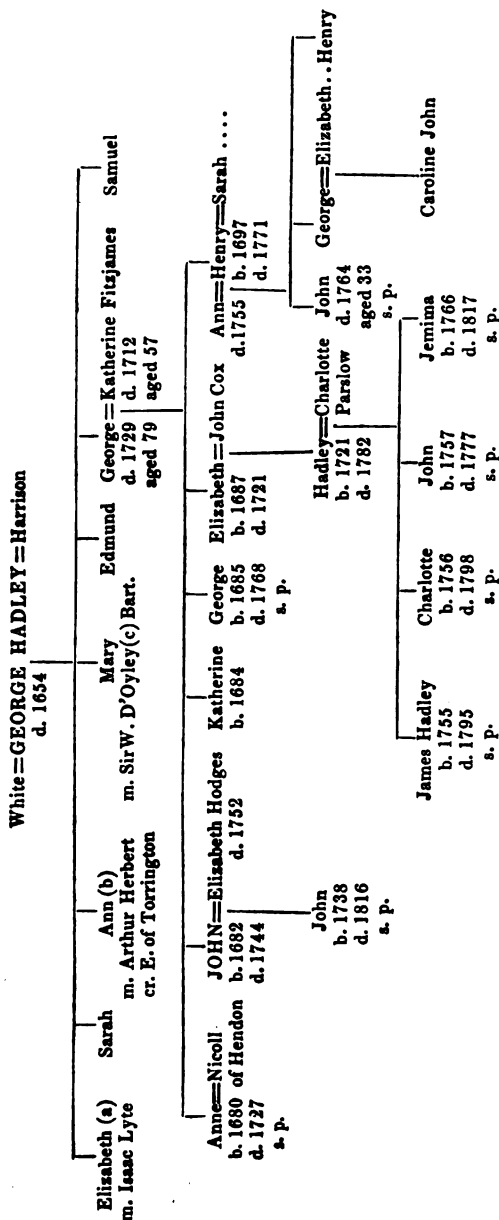 White=GEORGE HADLEY=Harrison
d. 1654
Elizabeth (a)
m. Isaac Lyte
Sarah
Ann (b)
m. Arthur Herbert
cr. E. of Torrington
Mary
m. Sir W. D'Oyley(c) Bart.
Edmund
George=Katherine Fitzjames
d. 1729 d. 1712
aged 79 aged 57
Samuel
Anne=Nicoll
b. 1680 of Hendon
d. 1727
s. p.
JOHN=Elizabeth Hodges
b. 1682 d. 1752
d. 1744
Katherine
b. 1684
George
b. 1685
d. 1768
s. p.
Elizabeth=John Cox
b. 1687
d. 1721
Ann=Henry=Sarah ....
d. 1755 b. 1697
d. 1771
John
b. 1738
d. 1816
s. p.
Hadley=Charlotte
b. 1721 Parslow
d. 1782
John
d. 1764
aged 33
s. p.
George=Elizabeth..Henry
James Hadley
b. 1755
d. 1795
s. p.
Charlotte
b. 1756
d. 1798
s. p.
John
b. 1757
d. 1777
s. p.
Jemima
b. 1766
d. 1817
s. p.
Caroline John